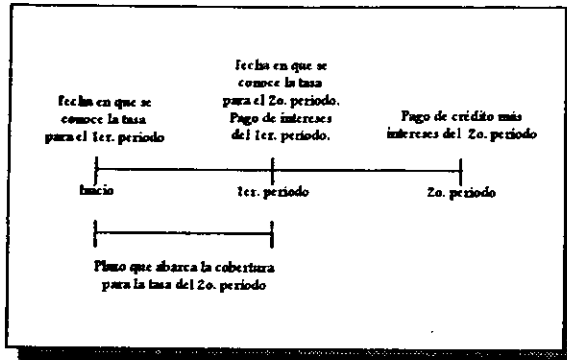 fecha en que se
conoce la tasa
para el 1er. periodo
fecha en que se
conoce la tasa
para el 2o. periodo.
Pago de intereses
del 1er. periodo.
Pago de crédito más
intereses del 2o. periodo
Inicio
1er. periodo
2o. periodo
Plazo que abarca la cobertura
para la tasa del 2o. periodo